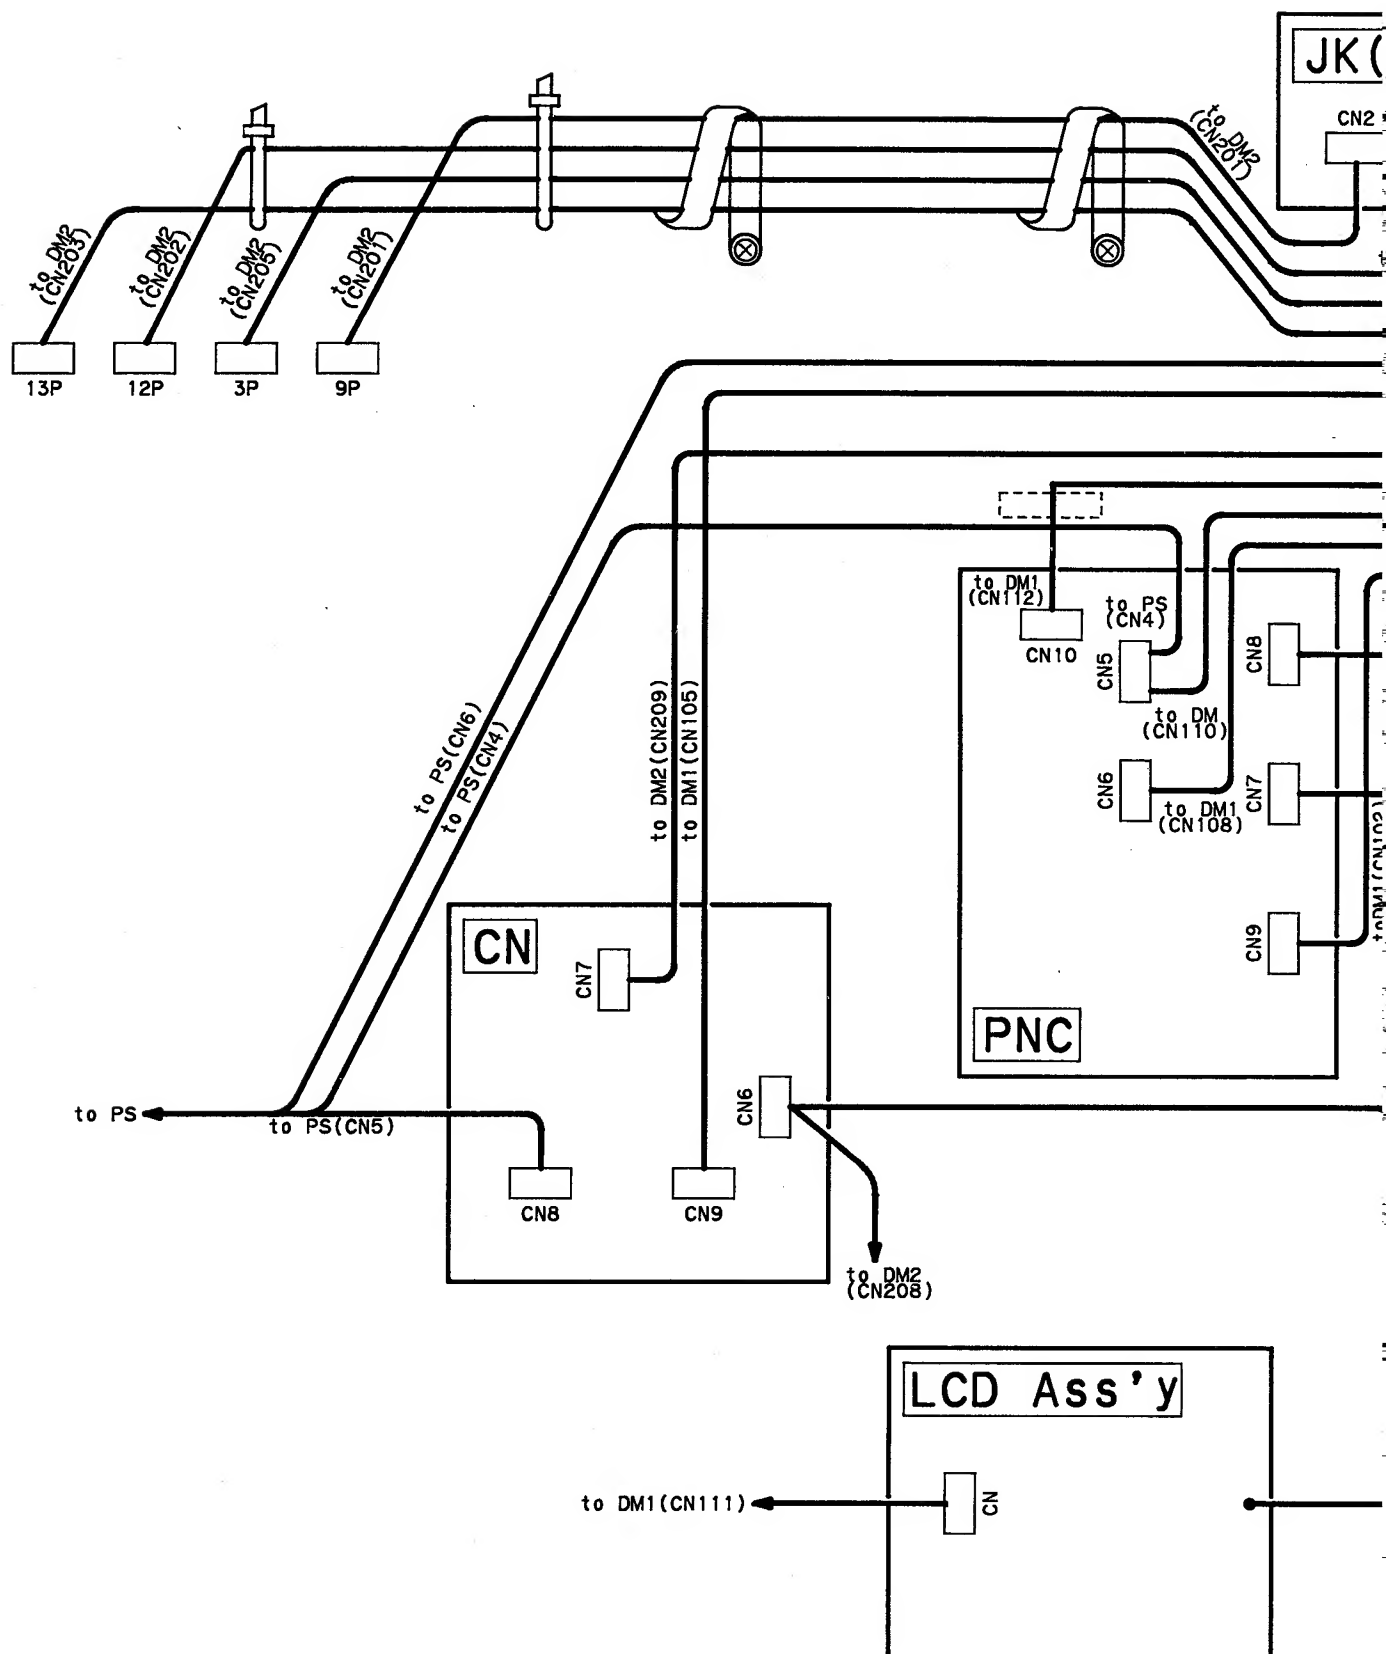 JK(
CN2
to DM2
(CN201)
to DM2
(CN203)
to DM2
(CN202)
to DM2
(CN205)
to DM2
(CN201)
13P
12P
3P
9P
to DM1
(CN112)
CN10
to PS
(CN4)
CN5
CN8
to DM
(CN110)
CN6
to DM1
(CN108)
CN7
toDM1(CN102)
CN9
PNC
to PS(CN6)
to PS(CN4)
to DM2(CN209)
to DM1(CN105)
CN
CN7
CN6
to PS
to PS(CN5)
CN8
CN9
to DM2
(CN208)
LCD Ass'y
to DM1(CN111)
CN